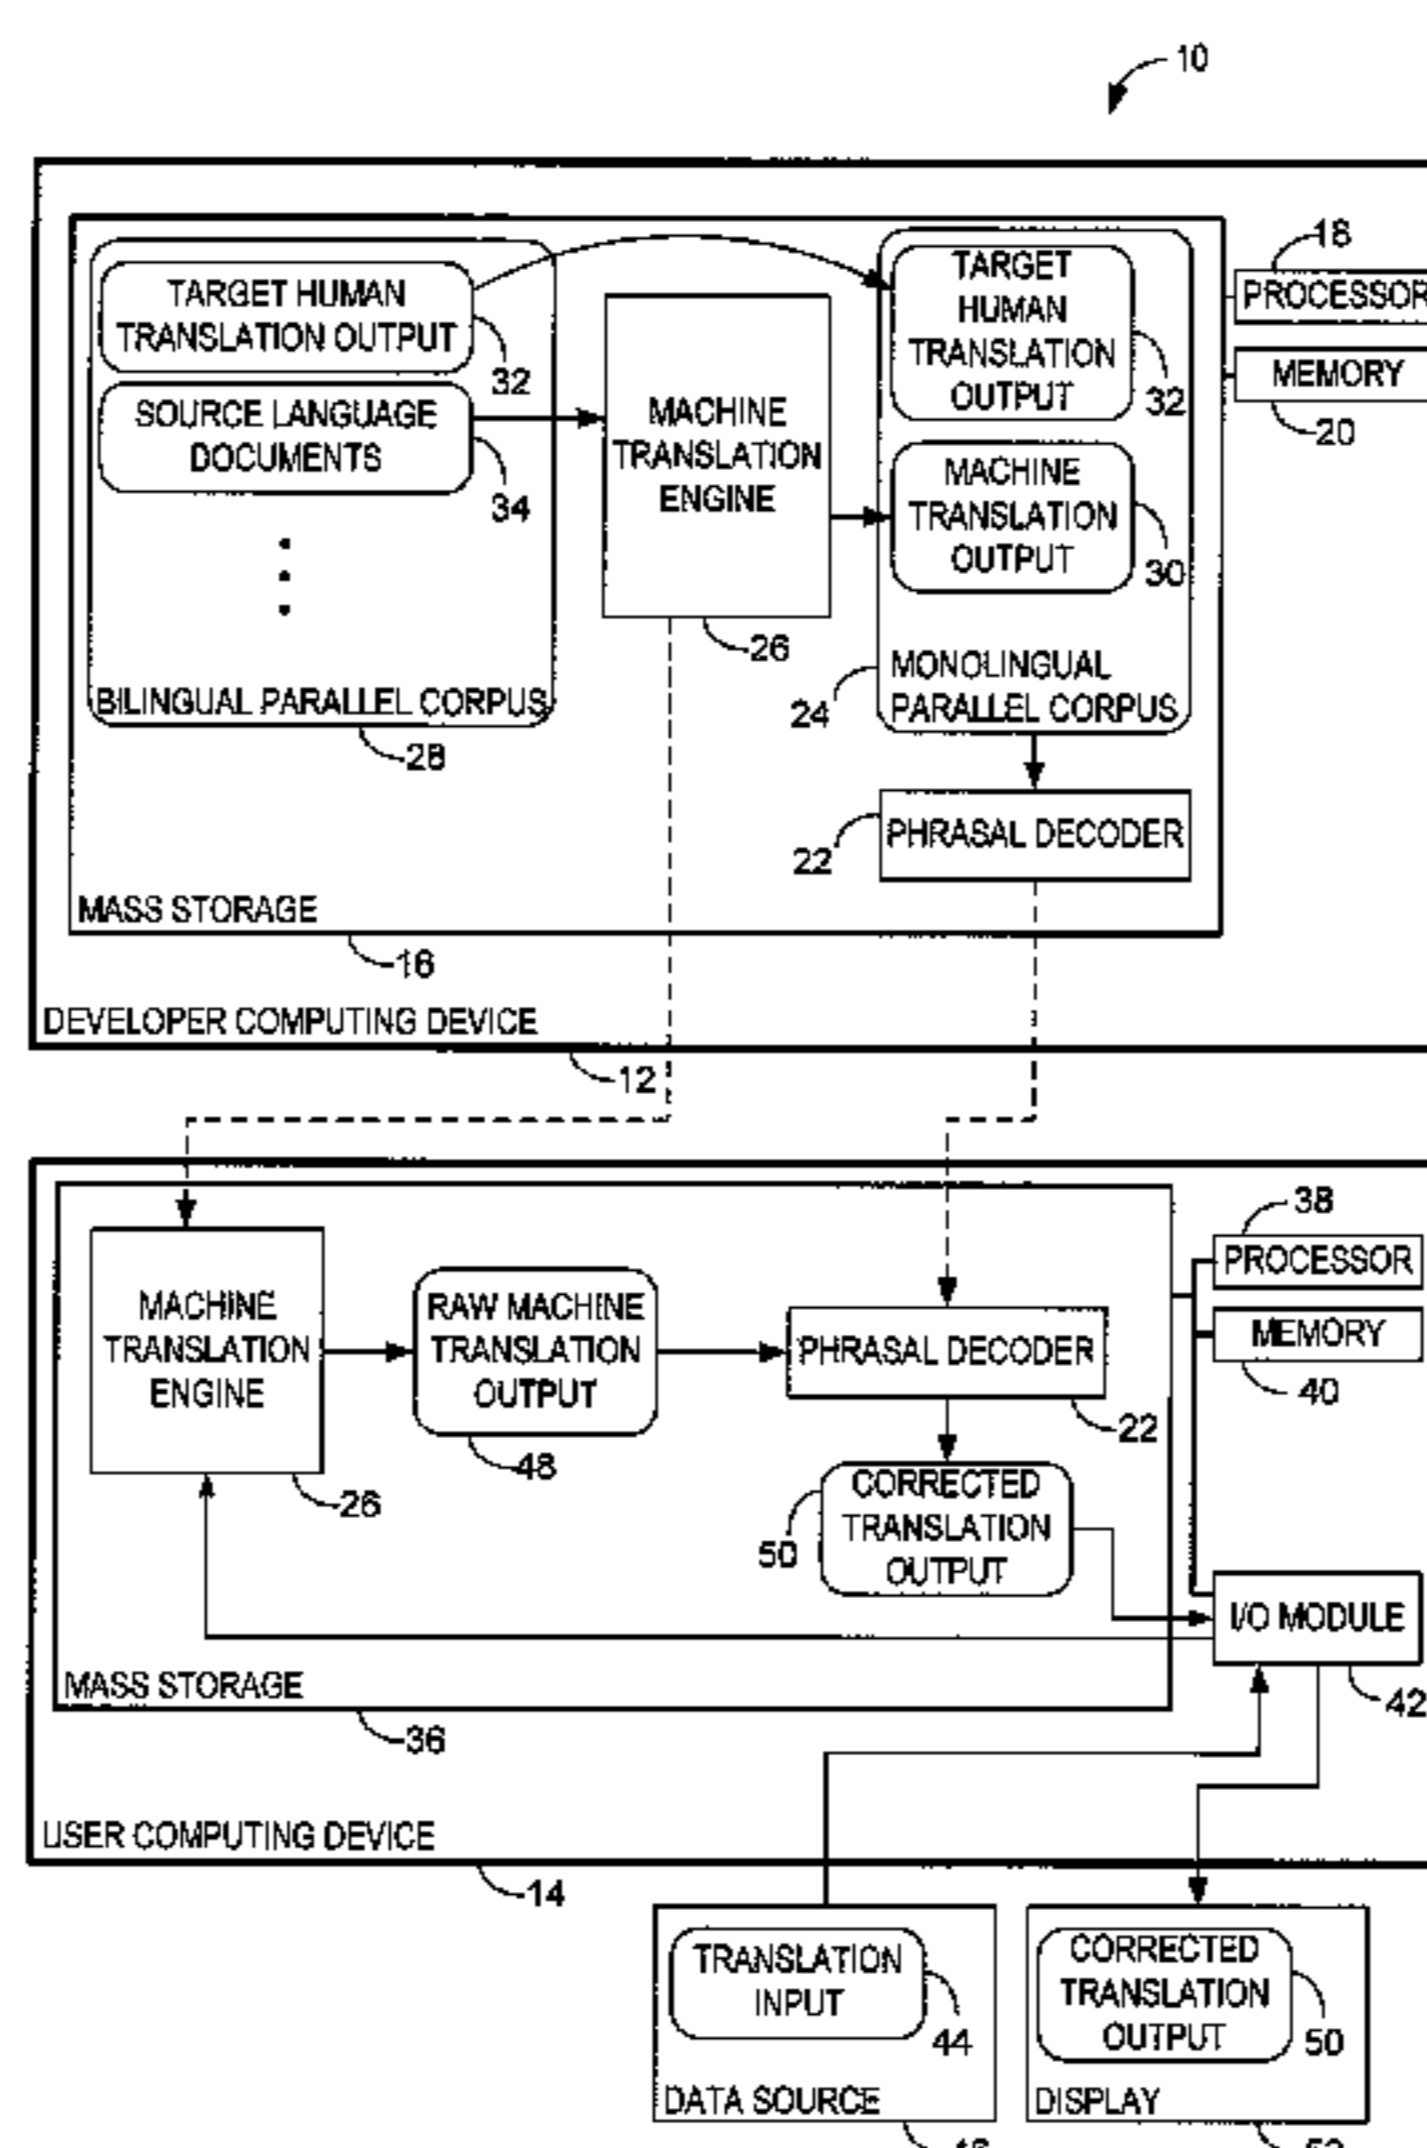 10
TARGET HUMAN
TRANSLATION OUTPUT
32
SOURCE LANGUAGE
DOCUMENTS
34
BILINGUAL PARALLEL CORPUS
28
MACHINE
TRANSLATION
ENGINE
26
TARGET
HUMAN
TRANSLATION
OUTPUT
32
MACHINE
TRANSLATION
OUTPUT
30
MONOLINGUAL
PARALLEL CORPUS
24
PHRASAL DECODER
22
18
PROCESSOR
MEMORY
20
MASS STORAGE
16
DEVELOPER COMPUTING DEVICE
12
MACHINE
TRANSLATION
ENGINE
26
RAW MACHINE
TRANSLATION
OUTPUT
48
PHRASAL DECODER
22
CORRECTED
TRANSLATION
OUTPUT
50
38
PROCESSOR
MEMORY
40
I/O MODULE
42
MASS STORAGE
36
USER COMPUTING DEVICE
14
TRANSLATION
INPUT
44
DATA SOURCE
CORRECTED
TRANSLATION
OUTPUT
50
DISPLAY